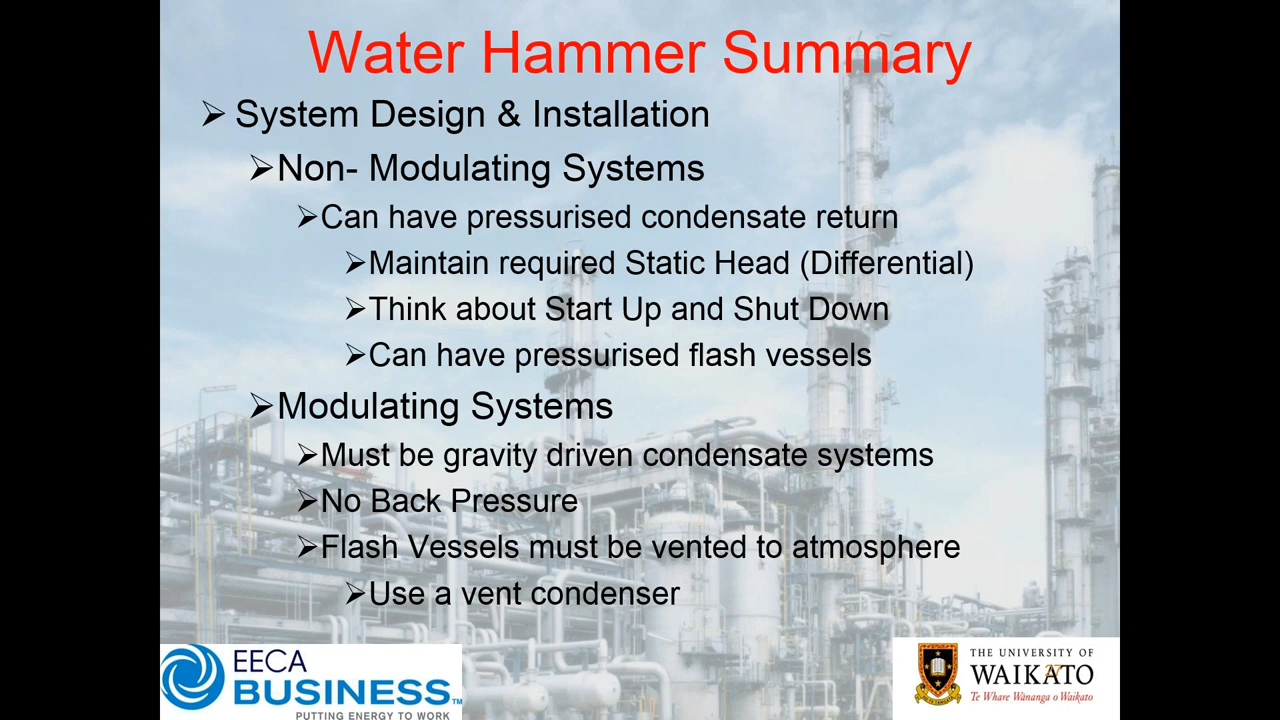 Water Hammer Summary
System Design & Installation
Non- Modulating Systems
Can have pressurised condensate return
Maintain required Static Head (Differential)
Think about Start Up and Shut Down
Can have pressurised flash vessels
Modulating Systems
Must be gravity driven condensate systems
No Back Pressure
Flash Vessels must be vented to atmosphere
Use a vent condenser
EECA
BUSINESS™
PUTTING ENERGY TO WORK
THE UNIVERSITY OF
WAIKATO
Te Whare Wānanga o Waikato
27